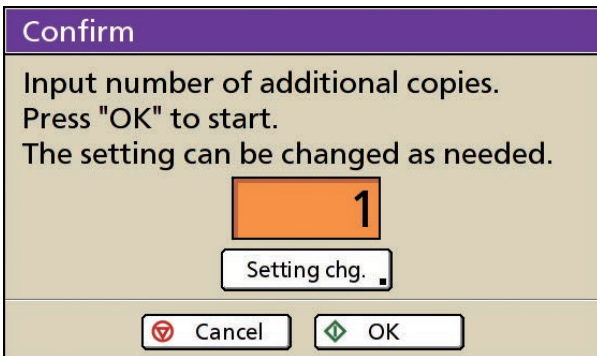 Confirm
Input number of additional copies.
Press "OK" to start.
The setting can be changed as needed.
1
Setting chg.
Cancel
OK